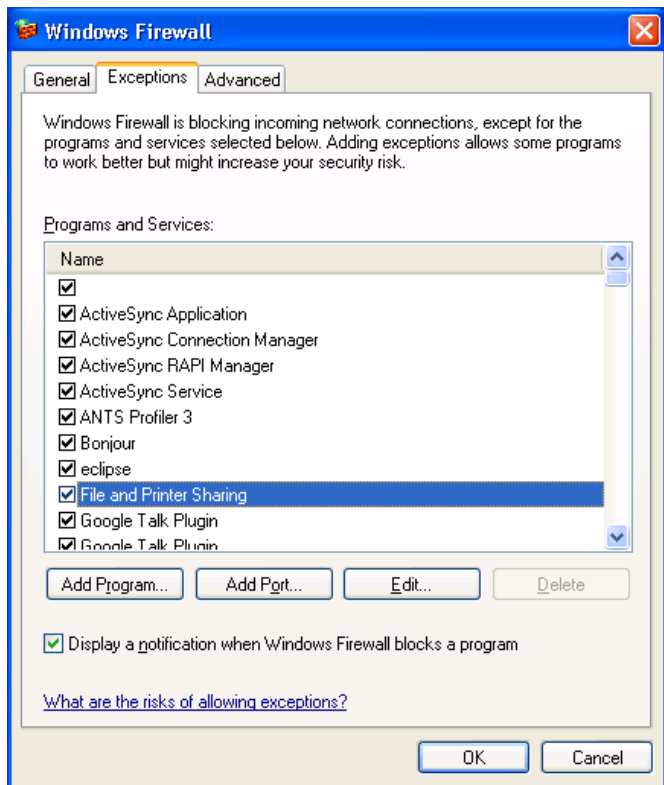 Windows Firewall
General Exceptions Advanced
Windows Firewall is blocking incoming network connections, except for the
programs and services selected below. Adding exceptions allows some programs
to work better but might increase your security risk.
Programs and Services:
Name
ActiveSync Application
ActiveSync Connection Manager
ActiveSync RAPI Manager
ActiveSync Service
ANTS Profiler 3
Bonjour
eclipse
File and Printer Sharing
Google Talk Plugin
Google Talk Plugin
Add Program... Add Port... Edit... Delete
Display a notification when Windows Firewall blocks a program
What are the risks of allowing exceptions?
OK Cancel